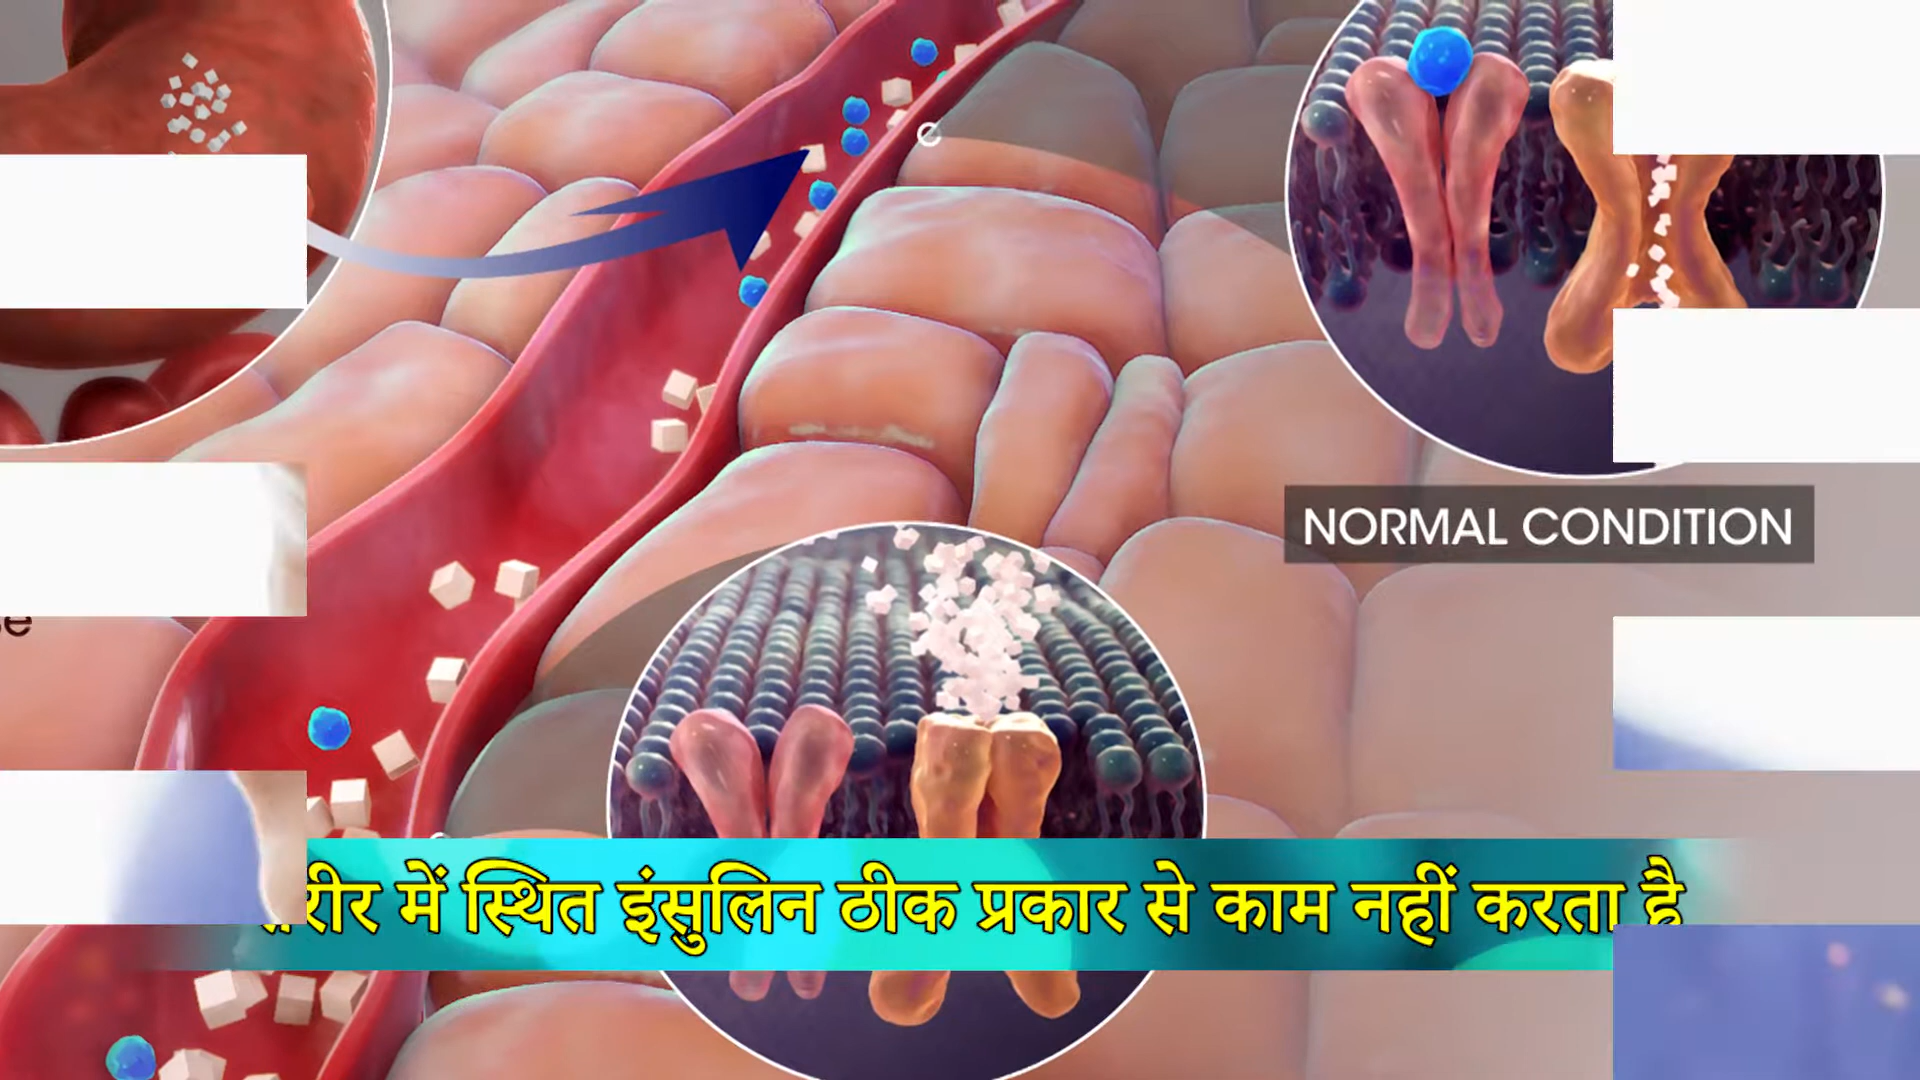 NORMAL CONDITION
में स्थित इंसुलिन ठीक प्रकार से काम नहीं करता है